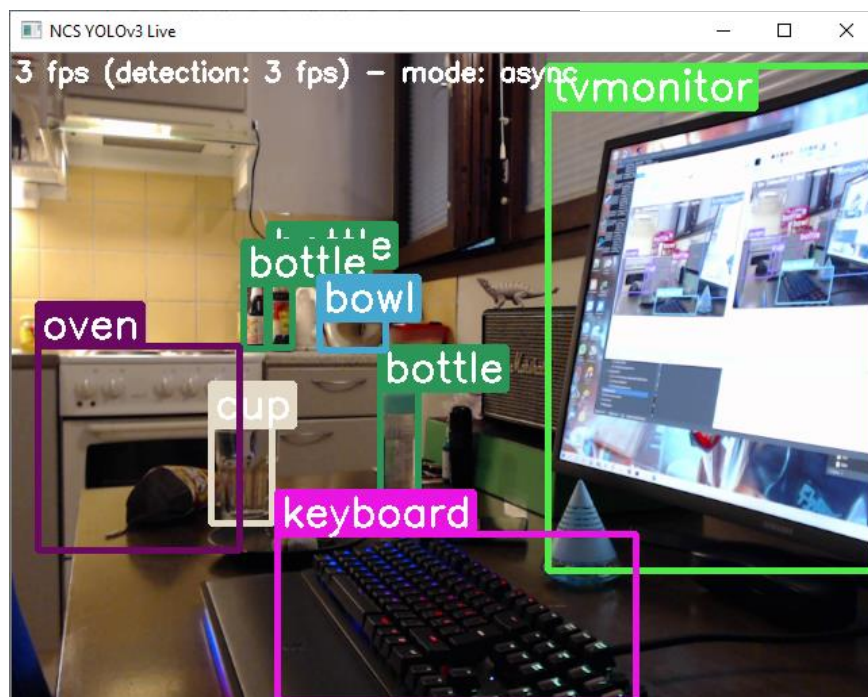 NCS YOLOv3 Live
3 fps (detection: 3 fps) - mode: async
tvmonitor
bottle
bottle
bowl
oven
bottle
cup
keyboard